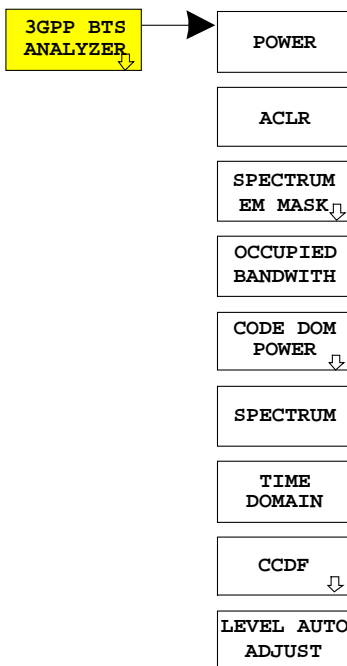 3GPP BTS
ANALYZER
POWER
ACLR
SPECTRUM
EM MASK
OCCUPIED
BANDWITH
CODE DOM
POWER
SPECTRUM
TIME
DOMAIN
CCDF
LEVEL AUTO
ADJUST